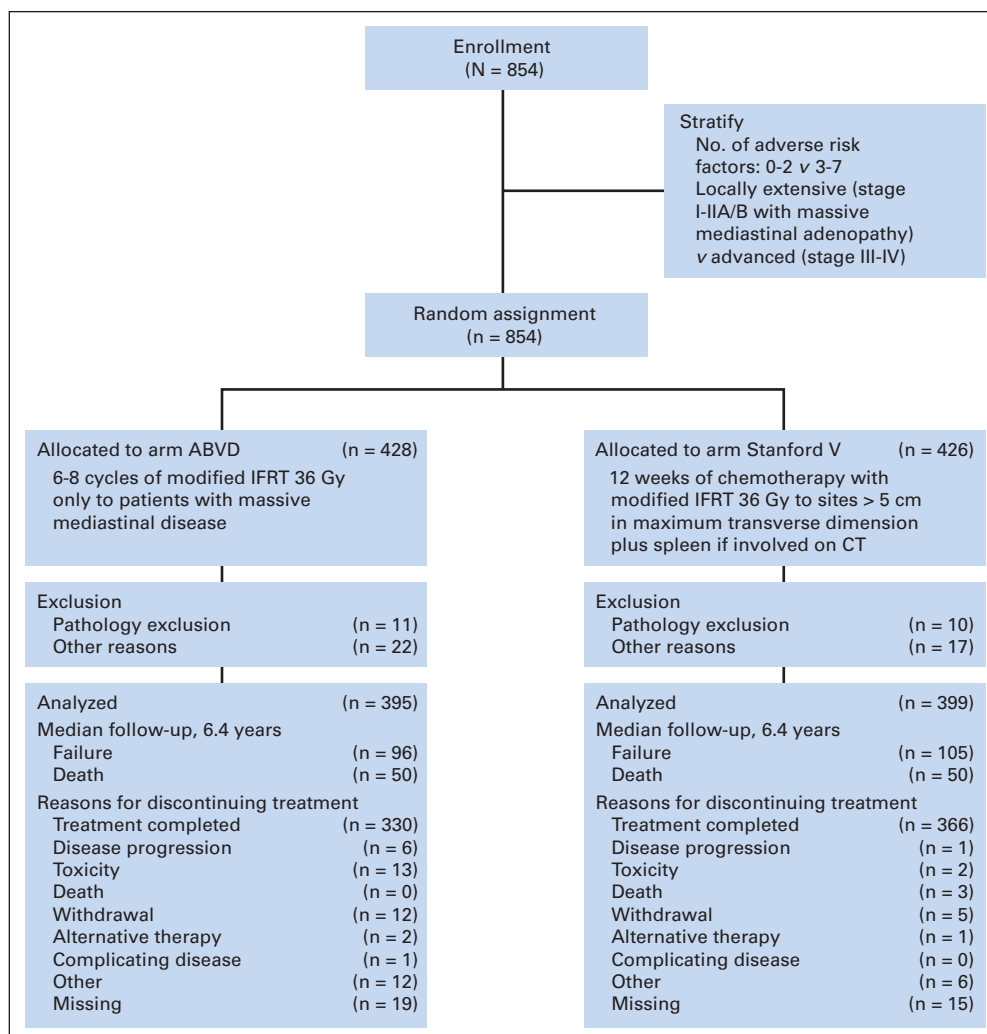 Enrollment
(N = 854)
Stratify
No. of adverse risk
factors: 0-2 v 3-7
Locally extensive (stage
I-IIA/B with massive
mediastinal adenopathy)
v advanced (stage III-IV)
Random assignment
(n = 854)
Allocated to arm ABVD (n = 428)
6-8 cycles of modified IFRT 36 Gy
only to patients with massive
mediastinal disease
Exclusion
Pathology exclusion (n = 11)
Other reasons (n = 22)
Analyzed (n = 395)
Median follow-up, 6.4 years
Failure (n = 96)
Death (n = 50)
Reasons for discontinuing treatment
Treatment completed (n = 330)
Disease progression (n = 6)
Toxicity (n = 13)
Death (n = 0)
Withdrawal (n = 12)
Alternative therapy (n = 2)
Complicating disease (n = 1)
Other (n = 12)
Missing (n = 19)
Allocated to arm Stanford V (n = 426)
12 weeks of chemotherapy with
modified IFRT 36 Gy to sites > 5 cm
in maximum transverse dimension
plus spleen if involved on CT
Exclusion
Pathology exclusion (n = 10)
Other reasons (n = 17)
Analyzed (n = 399)
Median follow-up, 6.4 years
Failure (n = 105)
Death (n = 50)
Reasons for discontinuing treatment
Treatment completed (n = 366)
Disease progression (n = 1)
Toxicity (n = 2)
Death (n = 3)
Withdrawal (n = 5)
Alternative therapy (n = 1)
Complicating disease (n = 0)
Other (n = 6)
Missing (n = 15)